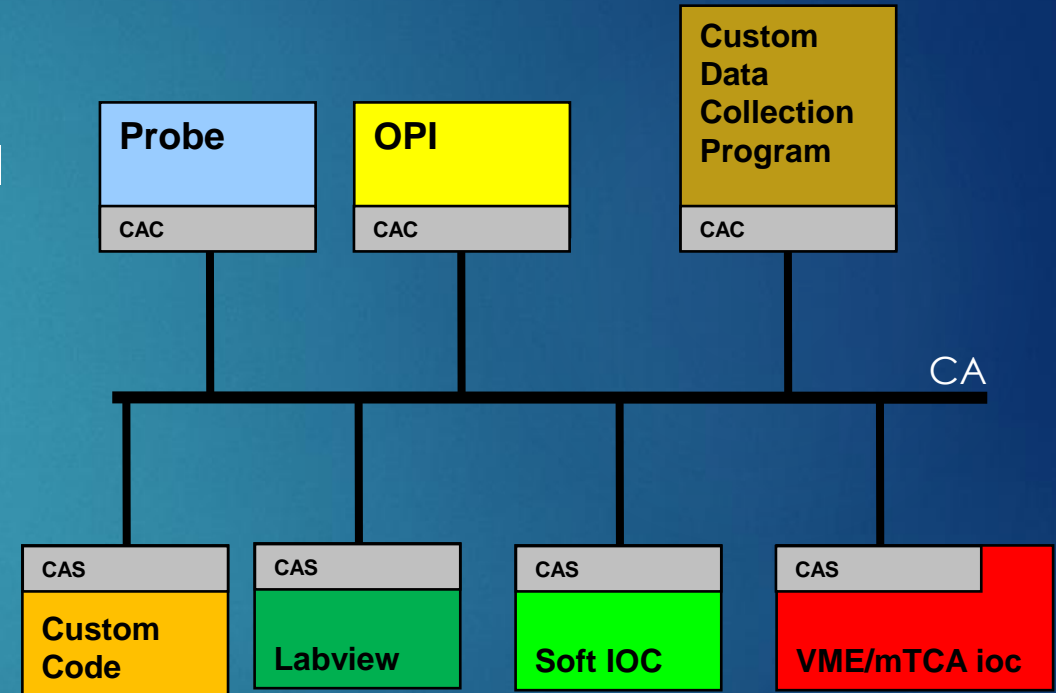 Custom
Data
Collection
Program
Probe
OPI
CAC
CAC
CAC
CA
CAS
CAS
CAS
CAS
Custom
Code
Labview
Soft IOC
VME/mTCA ioc